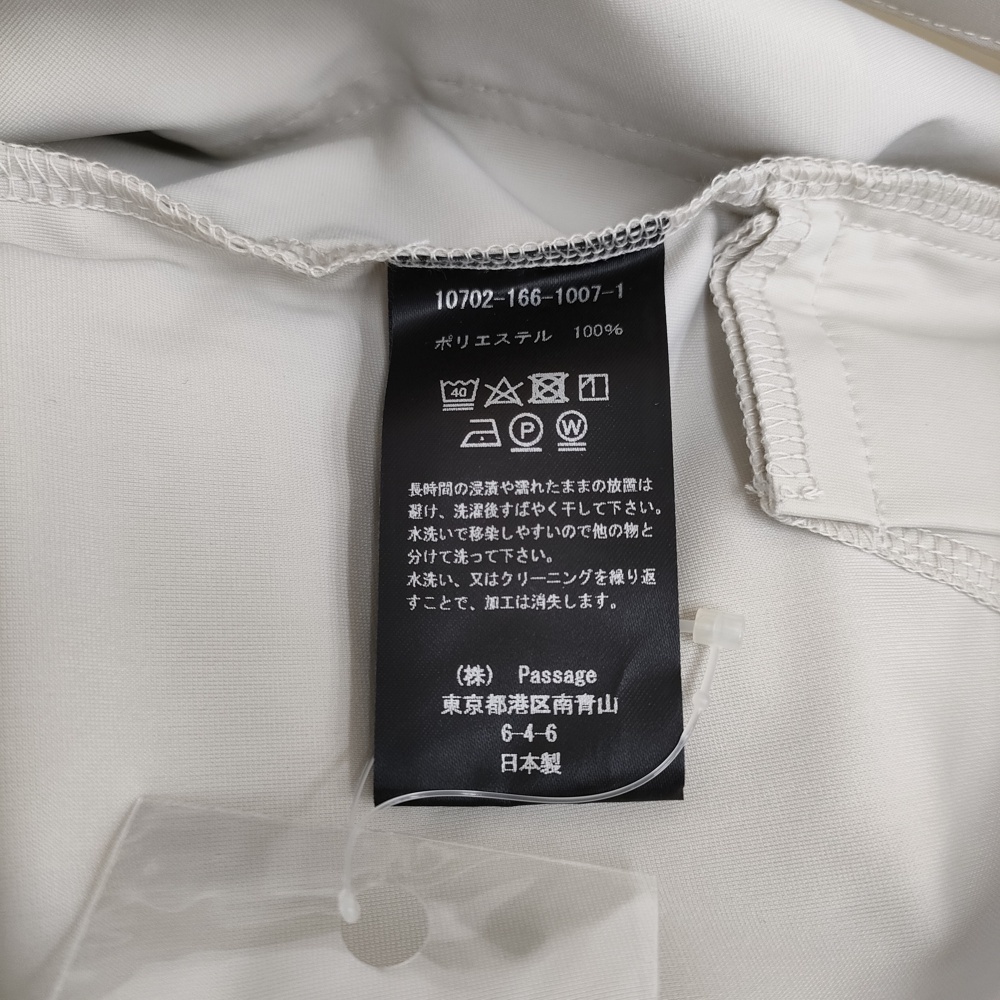 10702-166-1007-1
ポリエステル 100%
40
P W
長時間の浸漬や濡れたままの放置は
避け、洗濯後すばやく干して下さい。
水洗いで移染しやすいので他の物と
分けて洗って下さい。
水洗い、又はクリーニングを繰り返
すことで、加工は消失します。
(株) Passage
東京都港区南青山
6-4-6
日本製